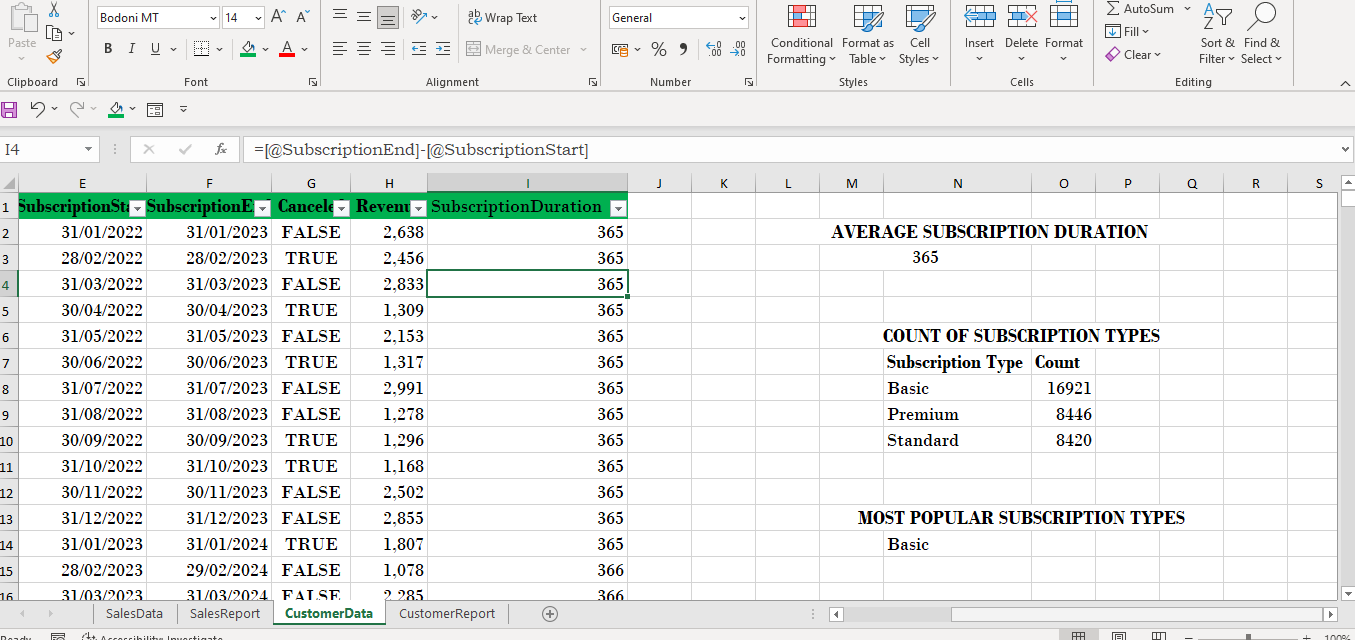 Bodoni MT 14 A A ab Wrap Text General AutoSum
Paste B I U A Merge & Center % Conditional Formatting Format as Table Cell Styles Insert Delete Format Fill Clear Sort & Filter Find & Select
Clipboard Font Alignment Number Styles Cells Editing
I4 fx =[@SubscriptionEnd]-[@SubscriptionStart]
E F G H I J K L M N O P Q R S
1 SubscriptionSta SubscriptionE Cancele Revenu SubscriptionDuration
2 31/01/2022 31/01/2023 FALSE 2,638 365 AVERAGE SUBSCRIPTION DURATION
3 28/02/2022 28/02/2023 TRUE 2,456 365 365
4 31/03/2022 31/03/2023 FALSE 2,833 365
5 30/04/2022 30/04/2023 TRUE 1,309 365
6 31/05/2022 31/05/2023 FALSE 2,153 365 COUNT OF SUBSCRIPTION TYPES
7 30/06/2022 30/06/2023 TRUE 1,317 365 Subscription Type Count
8 31/07/2022 31/07/2023 FALSE 2,991 365 Basic 16921
9 31/08/2022 31/08/2023 FALSE 1,278 365 Premium 8446
10 30/09/2022 30/09/2023 TRUE 1,296 365 Standard 8420
11 31/10/2022 31/10/2023 TRUE 1,168 365
12 30/11/2022 30/11/2023 FALSE 2,502 365
13 31/12/2022 31/12/2023 FALSE 2,855 365 MOST POPULAR SUBSCRIPTION TYPES
14 31/01/2023 31/01/2024 TRUE 1,807 365 Basic
15 28/02/2023 29/02/2024 FALSE 1,078 366
16 31/03/2023 31/03/2024 FALSE 2,285 366
SalesData SalesReport CustomerData CustomerReport
Ready Accessibility: Investigate 100%